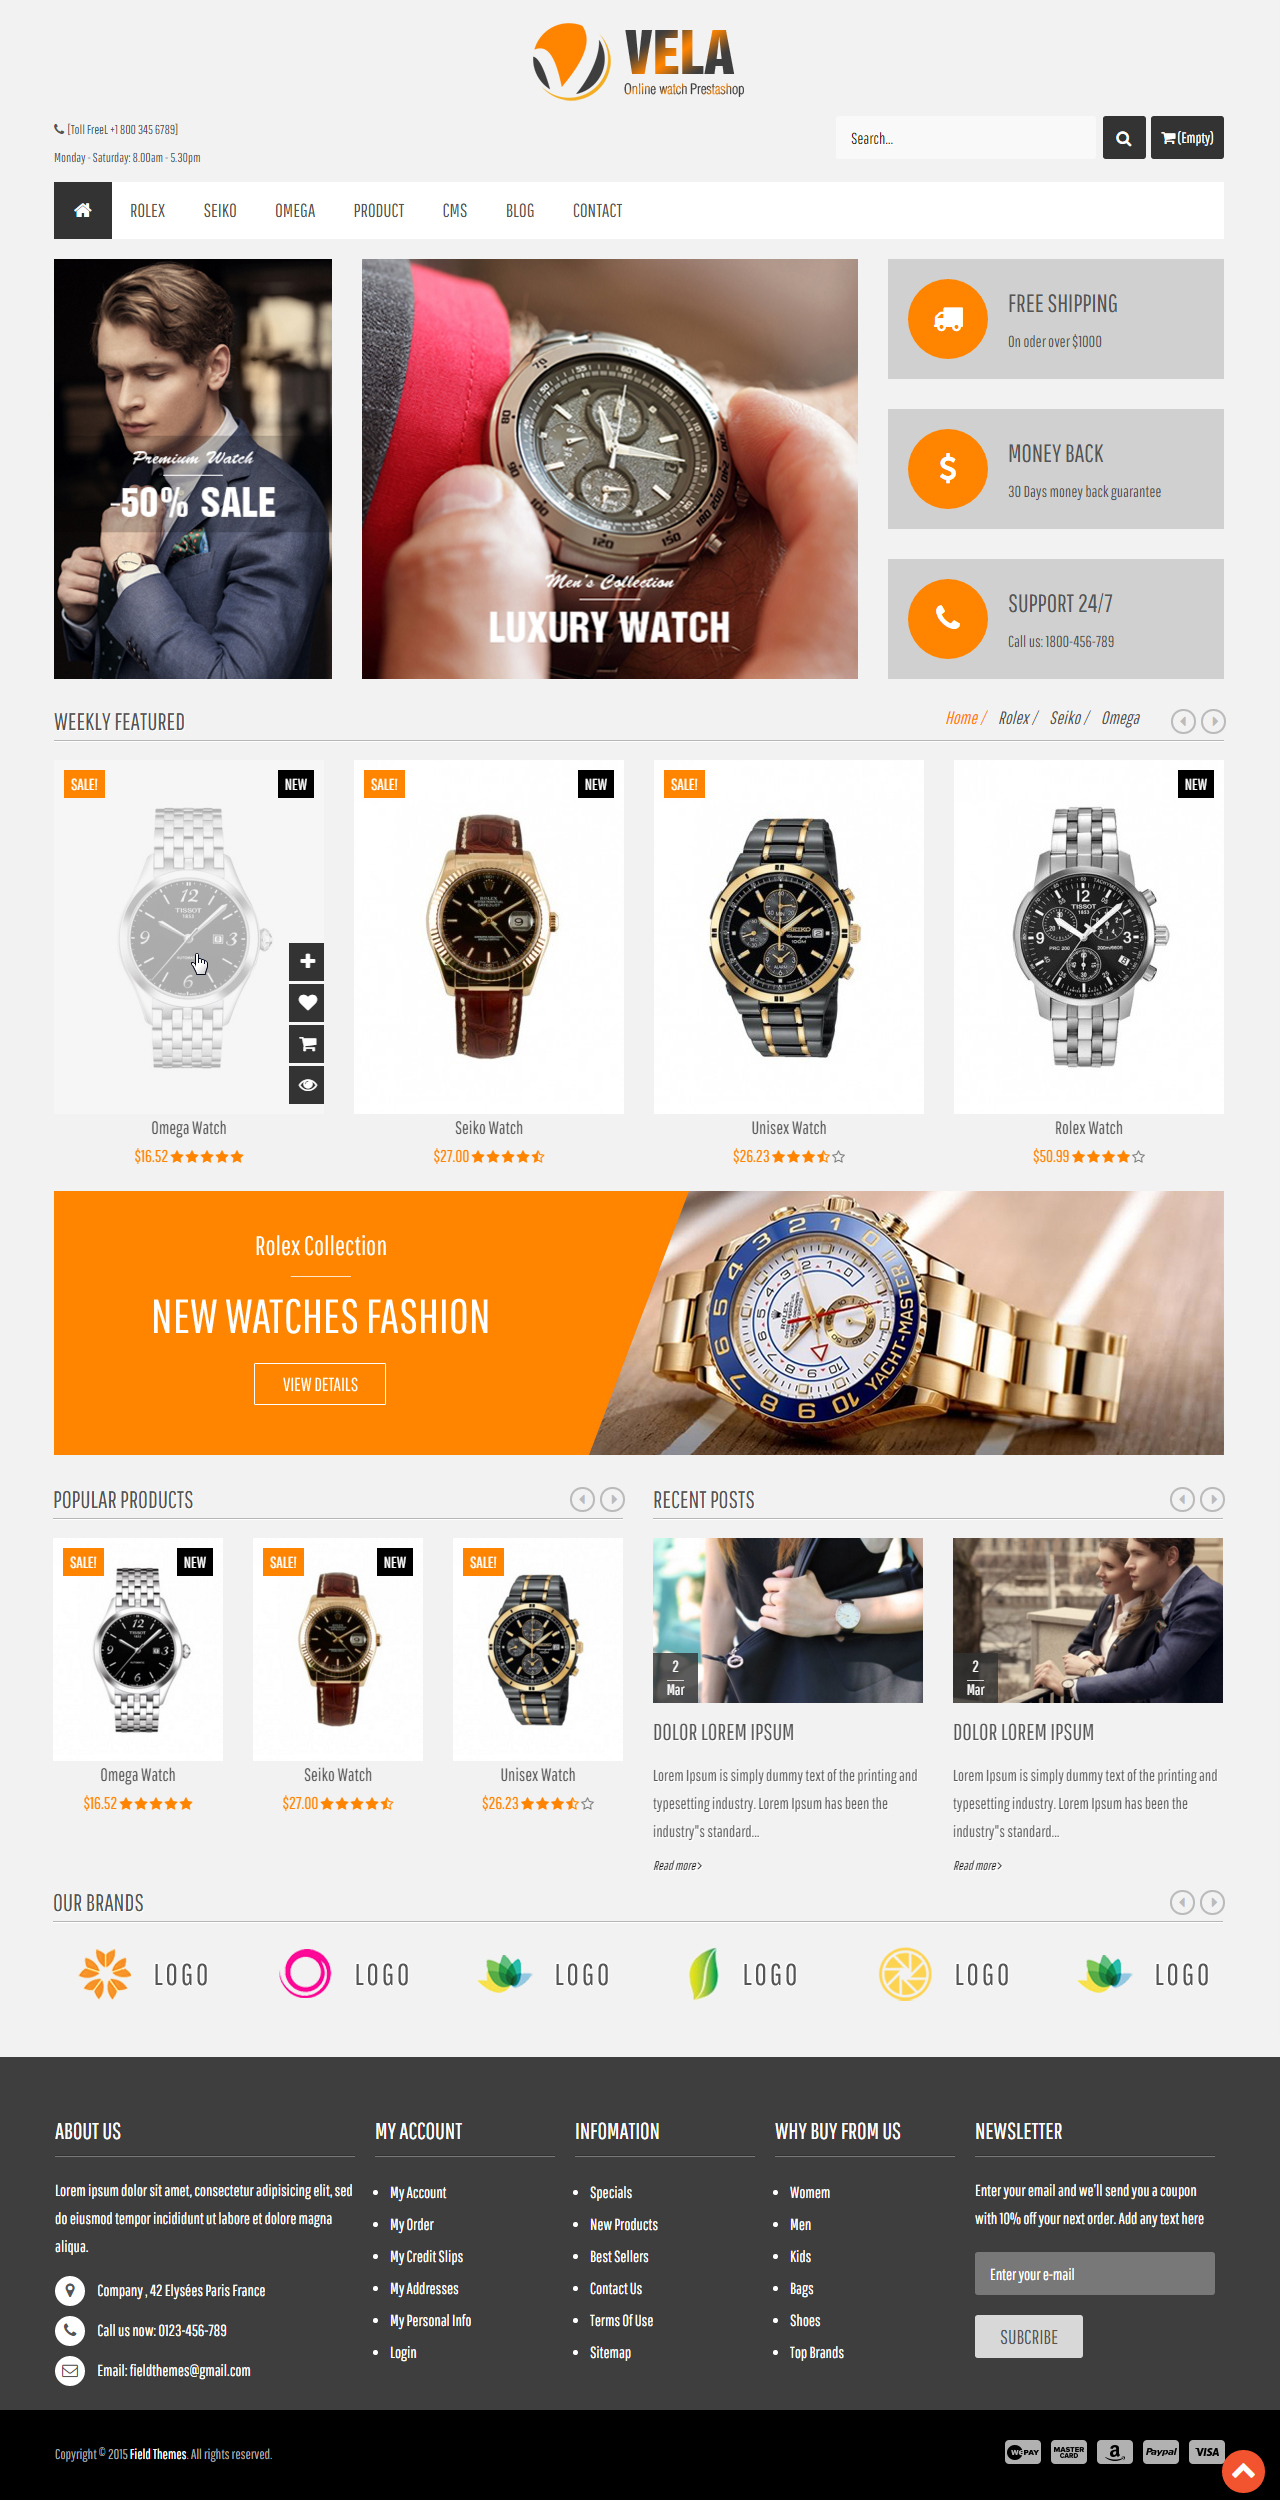 VELA
Online watch Prestashop
[Toll FreeL +1 800 345 6789]
Monday - Saturday: 8.00am - 5.30pm
Search...
(Empty)
ROLEX SEIKO OMEGA PRODUCT CMS BLOG CONTACT
Premium Watch
-50% SALE
Men's Collection
LUXURY WATCH
FREE SHIPPING
On oder over $1000
MONEY BACK
30 Days money back guarantee
SUPPORT 24/7
Call us: 1800-456-789
WEEKLY FEATURED
Home / Rolex / Seiko / Omega
SALE! NEW
SALE! NEW
SALE!
NEW
Omega Watch
$16.52
Seiko Watch
$27.00
Unisex Watch
$26.23
Rolex Watch
$50.99
Rolex Collection
NEW WATCHES FASHION
VIEW DETAILS
YACHT-MASTER II
POPULAR PRODUCTS
SALE! NEW
SALE! NEW
SALE!
Omega Watch
$16.52
Seiko Watch
$27.00
Unisex Watch
$26.23
RECENT POSTS
2
Mar
DOLOR LOREM IPSUM
Lorem Ipsum is simply dummy text of the printing and
typesetting industry. Lorem Ipsum has been the
industry"s standard...
Read more
2
Mar
DOLOR LOREM IPSUM
Lorem Ipsum is simply dummy text of the printing and
typesetting industry. Lorem Ipsum has been the
industry"s standard...
Read more
OUR BRANDS
LOGO LOGO LOGO LOGO LOGO LOGO
ABOUT US
Lorem ipsum dolor sit amet, consectetur adipisicing elit, sed
do eiusmod tempor incididunt ut labore et dolore magna
aliqua.
Company , 42 Elysées Paris France
Call us now: 0123-456-789
Email: fieldthemes@gmail.com
MY ACCOUNT
My Account
My Order
My Credit Slips
My Addresses
My Personal Info
Login
INFOMATION
Specials
New Products
Best Sellers
Contact Us
Terms Of Use
Sitemap
WHY BUY FROM US
Womem
Men
Kids
Bags
Shoes
Top Brands
NEWSLETTER
Enter your email and we'll send you a coupon
with 10% off your next order. Add any text here
Enter your e-mail
SUBCRIBE
Copyright © 2015 Field Themes. All rights reserved.
WePAY
MASTER
CARD
a
Paypal
VISA